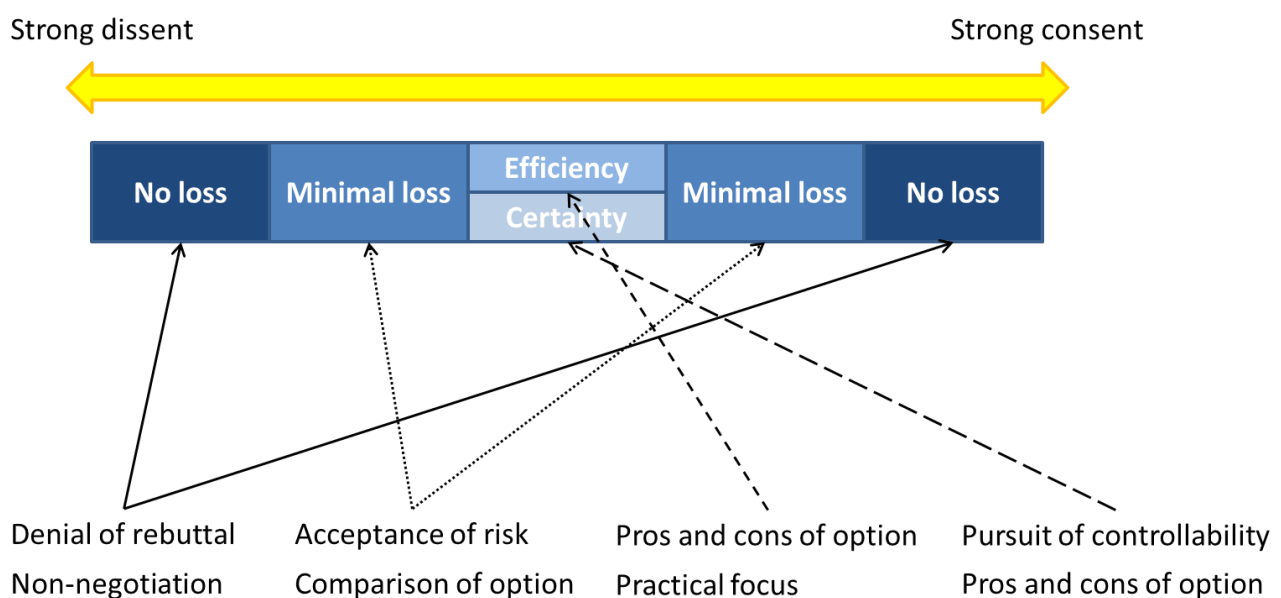 Strong dissent
Strong consent
No loss
Minimal loss
Efficiency
Certainty
Minimal loss
No loss
Denial of rebuttal
Non-negotiation
Acceptance of risk
Comparison of option
Pros and cons of option
Practical focus
Pursuit of controllability
Pros and cons of option